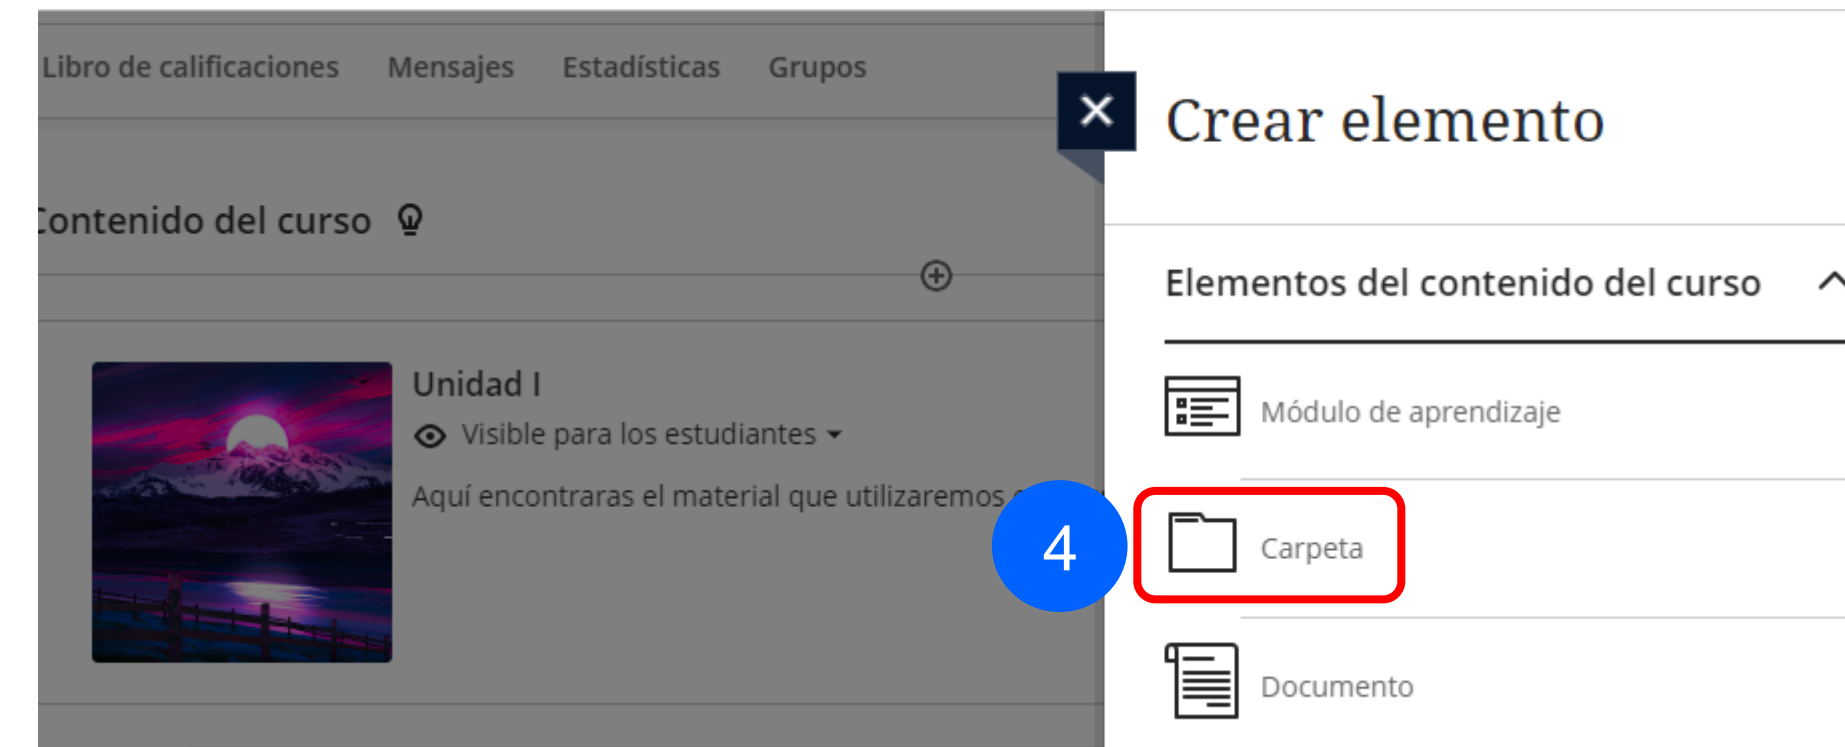 Libro de calificaciones Mensajes Estadísticas Grupos
Crear elemento
Contenido del curso
Elementos del contenido del curso
Unidad I
Visible para los estudiantes
Aquí encontraras el material que utilizaremos
Módulo de aprendizaje
4
Carpeta
Documento